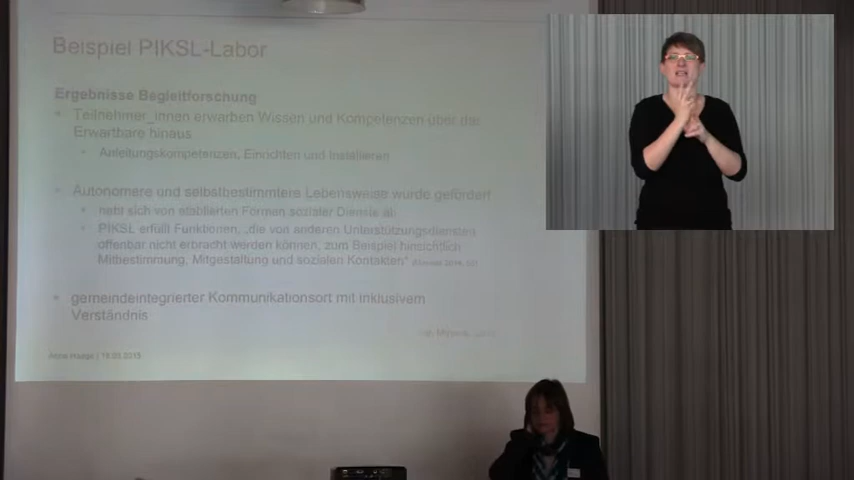 Beispiel PIKSL-Labor
Ergebnisse Begleitforschung
Teilnehmer_innen erwarben Wissen und Kompetenzen über das
Erwartbare hinaus
Anleitungskompetenzen, Einrichten und Installieren
Autonomere und selbstbestimmtere Lebensweise wurde gefördert
hebt sich von etablierten Formen sozialer Dienste ab
PIKSL erfüllt Funktionen, „die von anderen Unterstützungsdiensten
offenbar nicht erbracht werden können, zum Beispiel hinsichtlich
Mitbestimmung, Mitgestaltung und sozialen Kontakten"
gemeindeintegrierter Kommunikationsort mit inklusivem
Verständnis